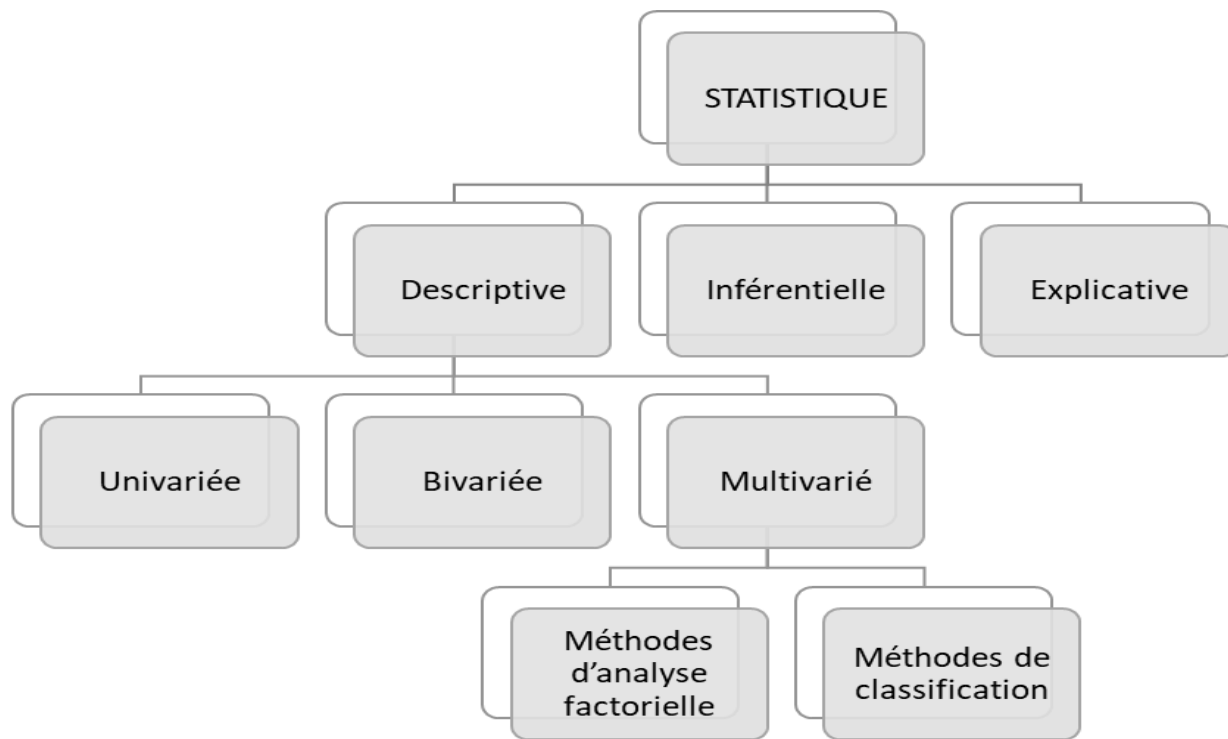 STATISTIQUE
Descriptive
Inférentielle
Explicative
Univariée
Bivariée
Multivarié
Méthodes
d’analyse
factorielle
Méthodes de
classification